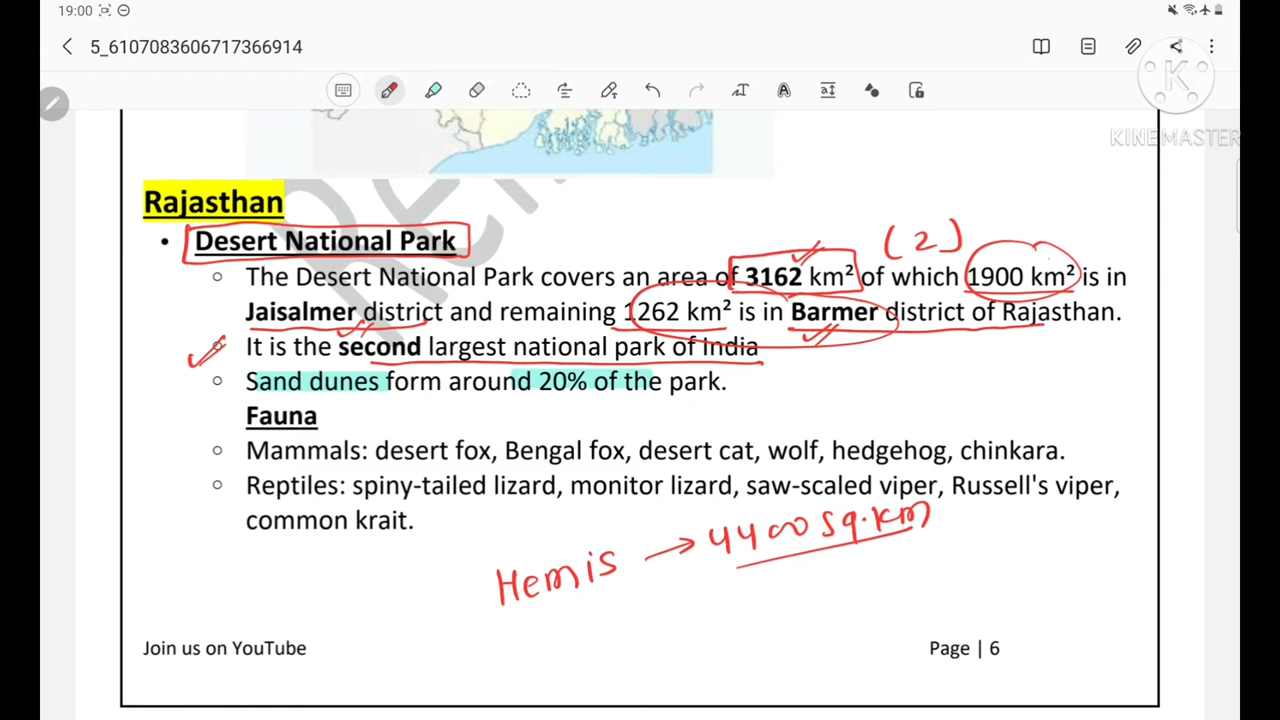 19:00
5_6107083606717366914
KINEMASTER
Rajasthan
• Desert National Park
(2)
○ The Desert National Park covers an area of 3162 km² of which 1900 km² is in
Jaisalmer district and remaining 1262 km² is in Barmer district of Rajasthan.
○ It is the second largest national park of India
○ Sand dunes form around 20% of the park.
Fauna
○ Mammals: desert fox, Bengal fox, desert cat, wolf, hedgehog, chinkara.
○ Reptiles: spiny-tailed lizard, monitor lizard, saw-scaled viper, Russell's viper,
common krait.
Hemis → 4400 sq.km
Join us on YouTube
Page | 6